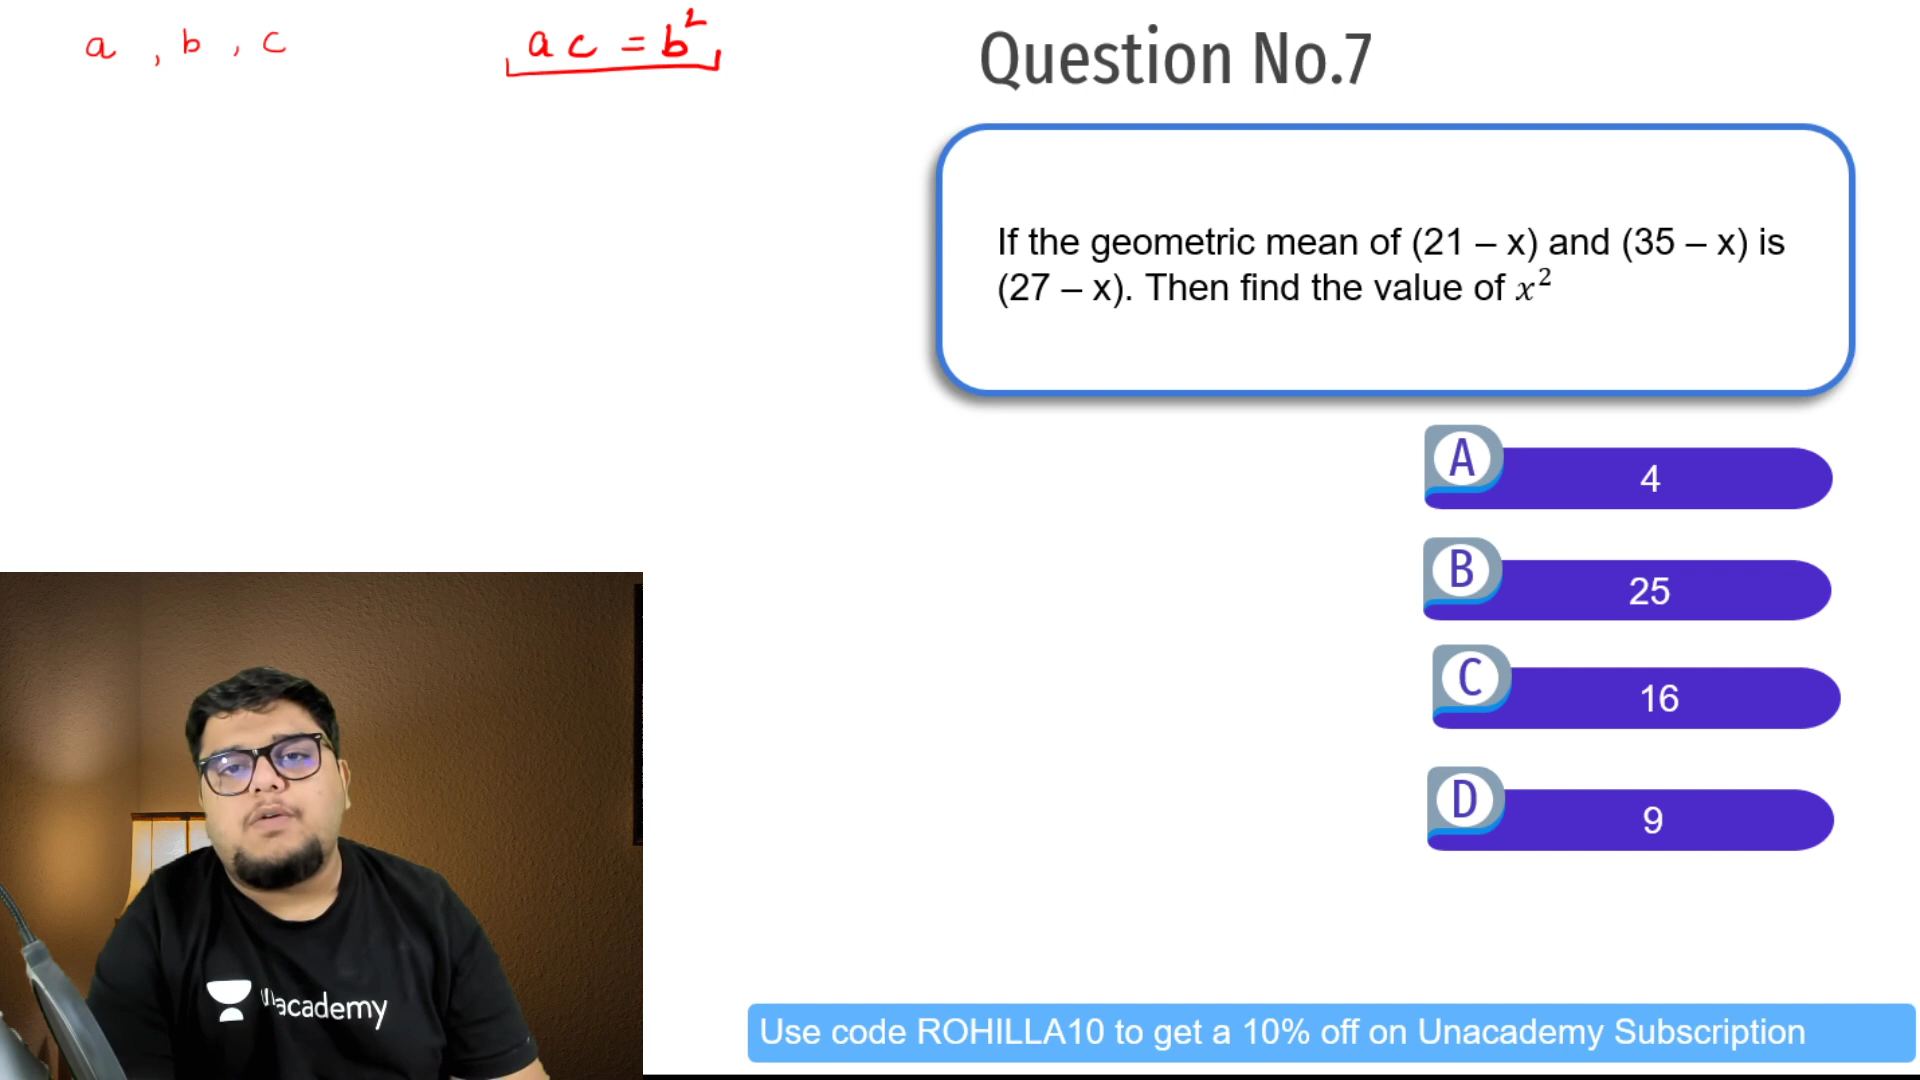 a , b , c
ac = b²
Question No.7
If the geometric mean of (21 – x) and (35 – x) is
(27 – x). Then find the value of x²
A
4
B
25
C
16
D
9
unacademy
Use code ROHILLA10 to get a 10% off on Unacademy Subscription